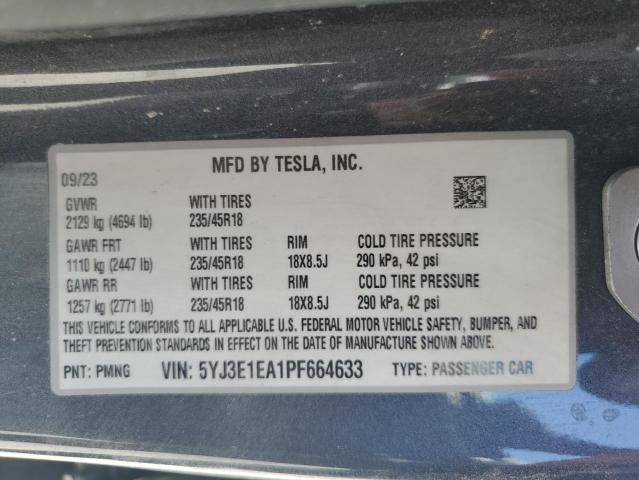 MFD BY TESLA, INC.
09/23
GVWR WITH TIRES
2129 kg (4694 lb) 235/45R18
GAWR FRT WITH TIRES RIM COLD TIRE PRESSURE
1110 kg (2447 lb) 235/45R18 18X8.5J 290 kPa, 42 psi
GAWR RR WITH TIRES RIM COLD TIRE PRESSURE
1257 kg (2771 lb) 235/45R18 18X8.5J 290 kPa, 42 psi
THIS VEHICLE CONFORMS TO ALL APPLICABLE U.S. FEDERAL MOTOR VEHICLE SAFETY, BUMPER, AND
THEFT PREVENTION STANDARDS IN EFFECT ON THE DATE OF MANUFACTURE SHOWN ABOVE.
PNT: PMNG VIN: 5YJ3E1EA1PF664633 TYPE: PASSENGER CAR